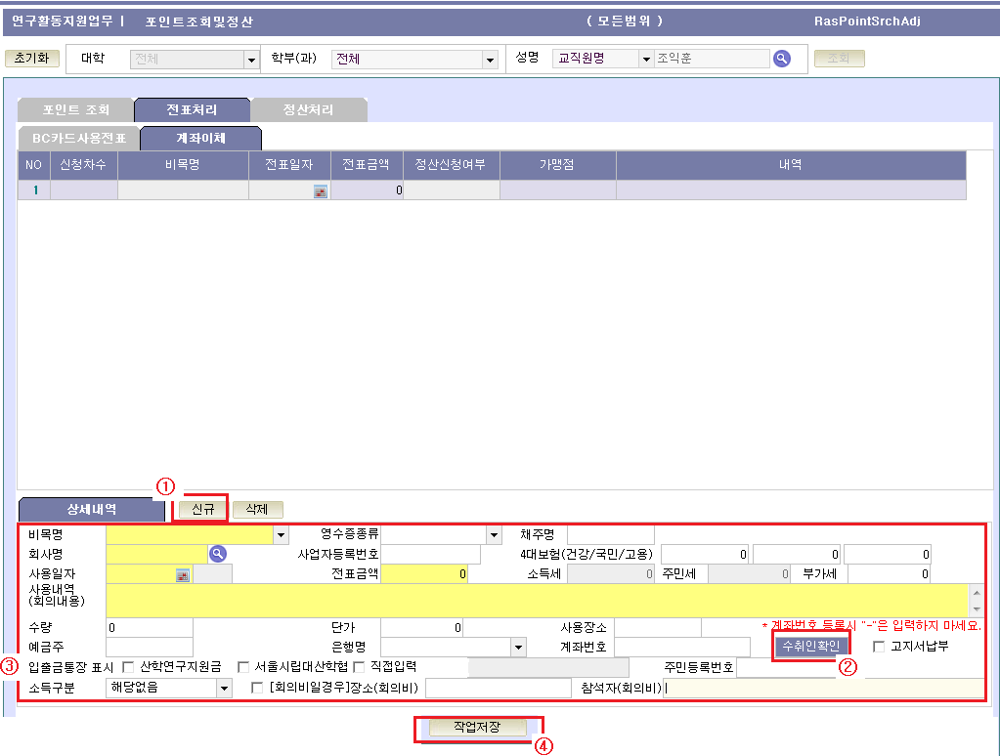 연구활동지원업무 | 포인트조회및정산 ( 모든범위 ) RasPointSrchAdj
초기화 대학 전체 학부(과) 전체 성명 교직원명 조익훈 조회
포인트 조회 전표처리 정산처리
BC카드사용전표 계좌이체
NO 신청차수 비목명 전표일자 전표금액 정산신청여부 가맹점 내역
1 0
①
상세내역 신규 삭제
비목명 영수증종류 채주명
회사명 사업자등록번호 4대보험(건강/국민/고용) 0 0 0
사용일자 전표금액 0 소득세 0 주민세 0 부가세 0
사용내역
(회의내용)
수량 0 단가 0 사용장소 * 계좌번호 등록시 "-"은 입력하지 마세요.
예금주 은행명 계좌번호 수취인확인 고지서납부
③ 입출금통장 표시 산학연구지원금 서울시립대산학협 직접입력 주민등록번호 ②
소득구분 해당없음 [회의비일경우]장소(회의비) 참석자(회의비)
작업저장
④